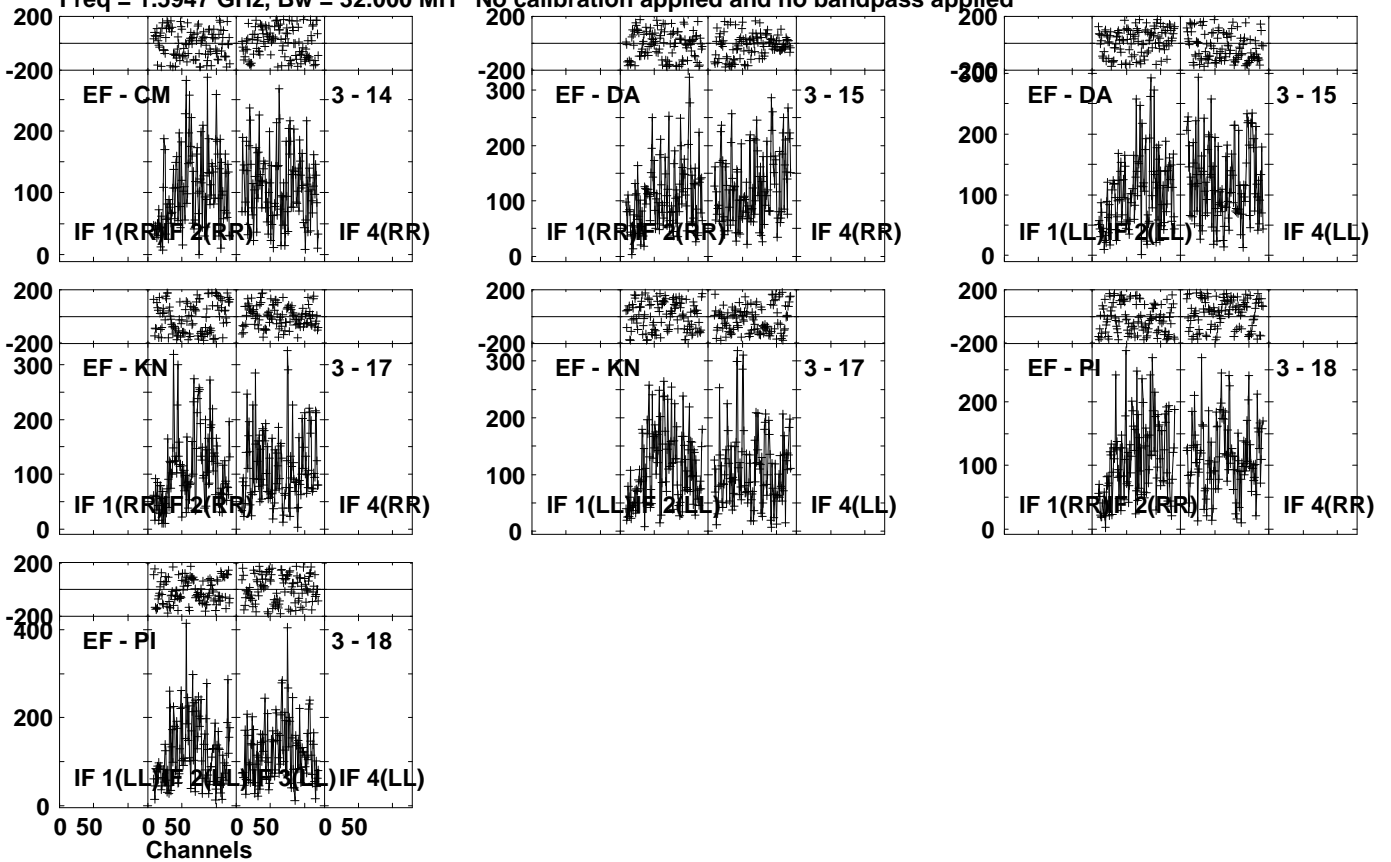 Freq = 1.5947 GHz, Bw = 32.000 MH No calibration applied and no bandpass applied
200
-200
EF - CM 3 - 14
200
100
0
IF 1(RR) IF 2(RR) IF 4(RR)
200
-200
300
EF - DA 3 - 15
200
100
0
IF 1(RR) IF 2(RR) IF 4(RR)
200
-200
300
EF - DA 3 - 15
200
100
0
IF 1(LL) IF 2(LL) IF 4(LL)
200
-200
300
EF - KN 3 - 17
200
100
0
IF 1(RR) IF 2(RR) IF 4(RR)
200
-200
300
EF - KN 3 - 17
200
100
0
IF 1(LL) IF 2(LL) IF 4(LL)
200
-200
EF - PI 3 - 18
200
100
0
IF 1(RR) IF 2(RR) IF 4(RR)
200
-200
400
EF - PI 3 - 18
200
0
IF 1(LL) IF 2(LL) IF 3(LL) IF 4(LL)
0 50 0 50 0 50 0 50
Channels